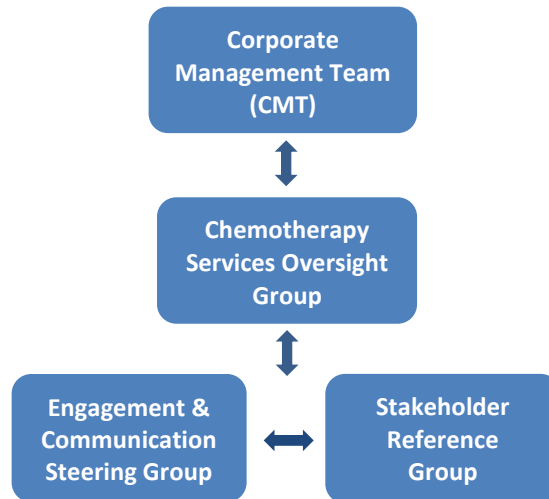 Corporate
Management Team
(CMT)
Chemotherapy
Services Oversight
Group
Engagement &
Communication
Steering Group
Stakeholder
Reference
Group